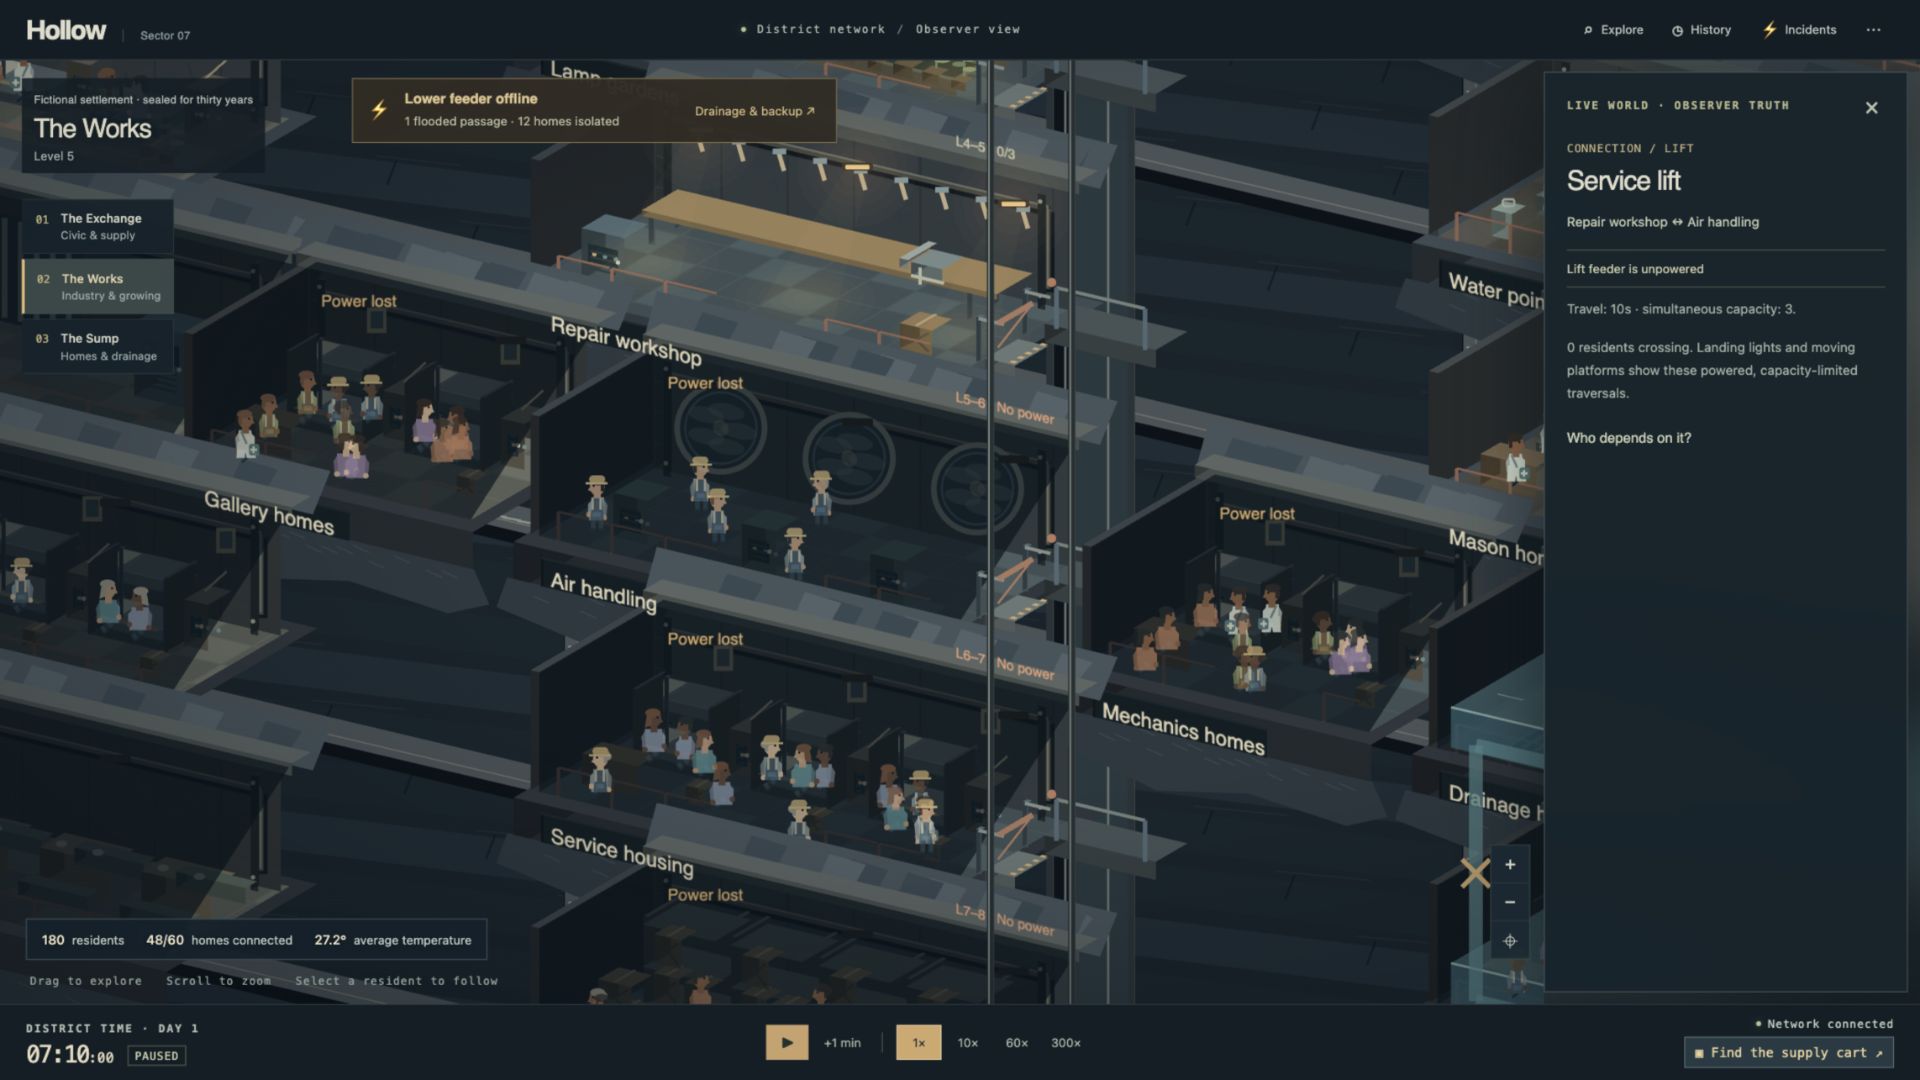 Hollow
Sector 07
District network / Observer view
Explore
History
Incidents
Fictional settlement · sealed for thirty years
The Works
Level 5
Lower feeder offline
1 flooded passage · 12 homes isolated
Drainage & backup ↗
01 The Exchange
Civic & supply
02 The Works
Industry & growing
03 The Sump
Homes & drainage
Lamp gardens
L4–5 0/3
Power lost
Repair workshop
Power lost
L5–6 No power
Water poin
Gallery homes
Power lost
Mason hor
Air handling
Power lost
L6–7 No power
Mechanics homes
Drainage
Service housing
Power lost
L7–8 No power
LIVE WORLD · OBSERVER TRUTH
CONNECTION / LIFT
Service lift
Repair workshop ↔ Air handling
Lift feeder is unpowered
Travel: 10s · simultaneous capacity: 3.
0 residents crossing. Landing lights and moving
platforms show these powered, capacity-limited
traversals.
Who depends on it?
180 residents 48/60 homes connected 27.2° average temperature
Drag to explore Scroll to zoom Select a resident to follow
DISTRICT TIME · DAY 1
07:10:00 PAUSED
+1 min
1×
10×
60×
300×
Network connected
Find the supply cart ↗